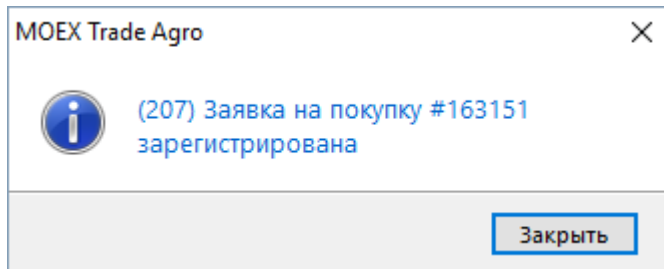 MOEX Trade Agro
(207) Заявка на покупку #163151
зарегистрирована
Закрыть